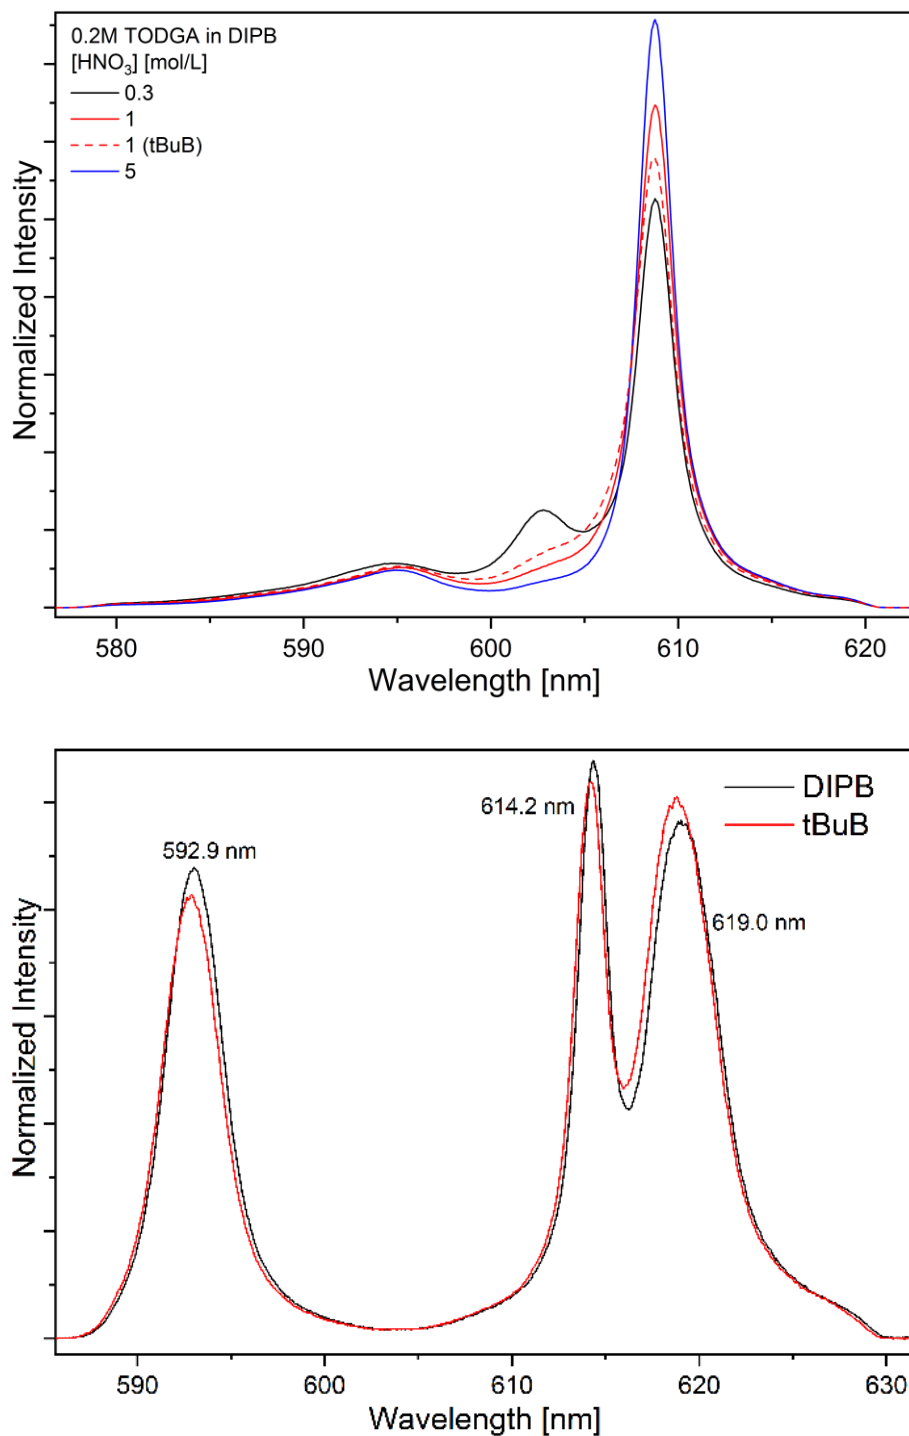 0.2M TODGA in DIPB
[HNO₃] [mol/L]
0.3
1
1 (tBuB)
5
Normalized Intensity
580 590 600 610 620
Wavelength [nm]
DIPB
tBuB
614.2 nm
592.9 nm
619.0 nm
Normalized Intensity
590 600 610 620 630
Wavelength [nm]